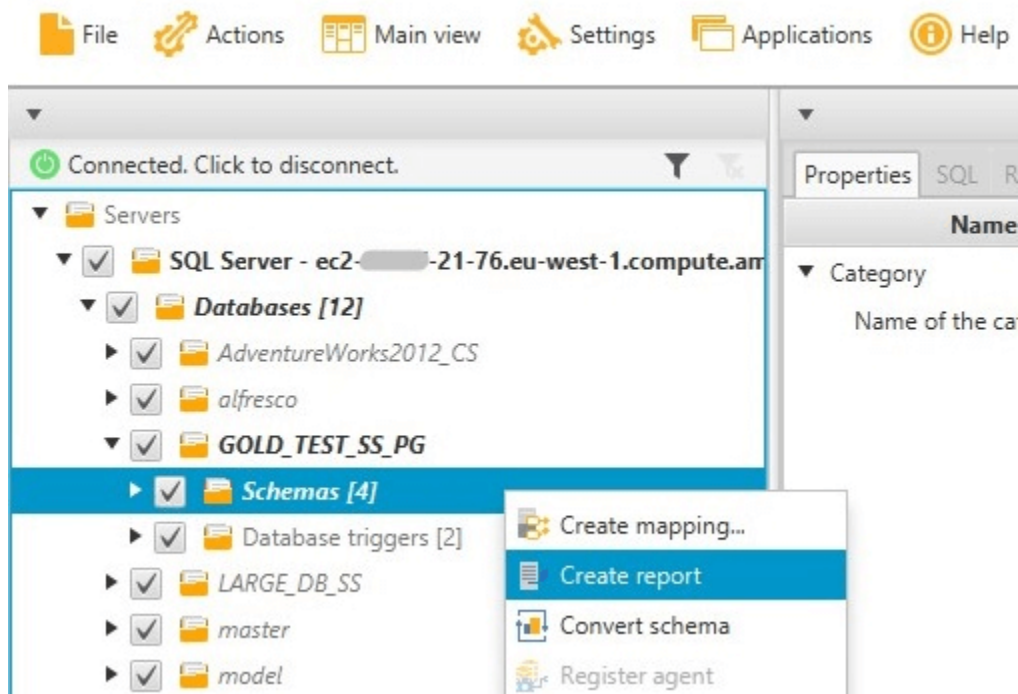 File Actions Main view Settings Applications Help
Connected. Click to disconnect.
Properties SQL R
Servers
Name
SQL Server - ec2- -21-76.eu-west-1.compute.am
Category
Databases [12]
Name of the cat
AdventureWorks2012_CS
alfresco
GOLD_TEST_SS_PG
Schemas [4]
Create mapping...
Database triggers [2]
Create report
LARGE_DB_SS
Convert schema
master
model
Register agent